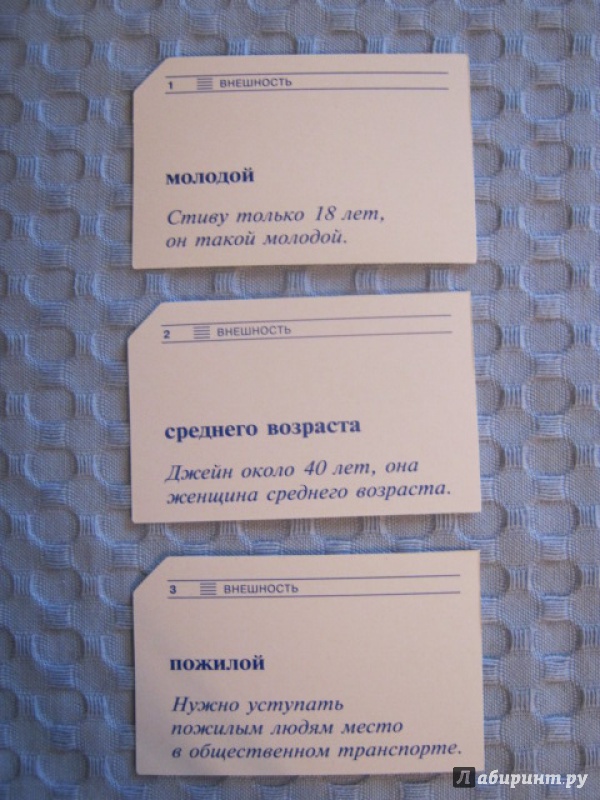 1 ВНЕШНОСТЬ
молодой
Стиву только 18 лет,
он такой молодой.
2 ВНЕШНОСТЬ
среднего возраста
Джейн около 40 лет, она
женщина среднего возраста.
3 ВНЕШНОСТЬ
пожилой
Нужно уступать
пожилым людям место
в общественном транспорте.
Лабиринт.ру